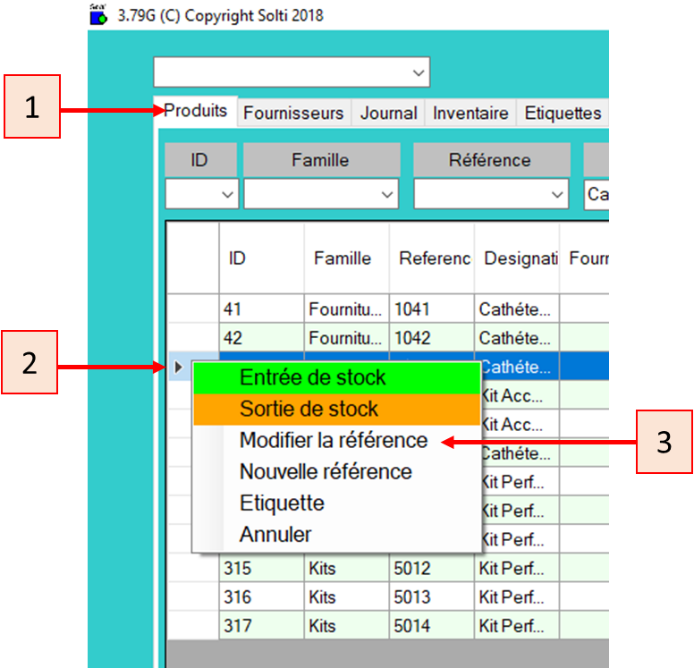 3.79G (C) Copyright Solti 2018
1
Produits Fournisseurs Journal Inventaire Etiquettes
ID Famille Référence
Ca
ID Famille Referenc Designati Fourr
41 Fournitu... 1041 Cathéte...
42 Fournitu... 1042 Cathéte...
2
Cathéte...
Entrée de stock
Kit Acc...
Sortie de stock
Kit Acc...
Modifier la référence
3
Cathéte...
Nouvelle référence
Kit Perf...
Etiquette
Kit Perf...
Annuler
Kit Perf...
315 Kits 5012 Kit Perf...
316 Kits 5013 Kit Perf...
317 Kits 5014 Kit Perf...